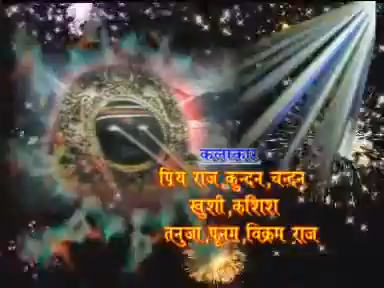 कलाकार
प्रिय राज,कुन्दन,चन्दन
खुशी,कशिश
तनुजा,पूनम,विक्रम राज